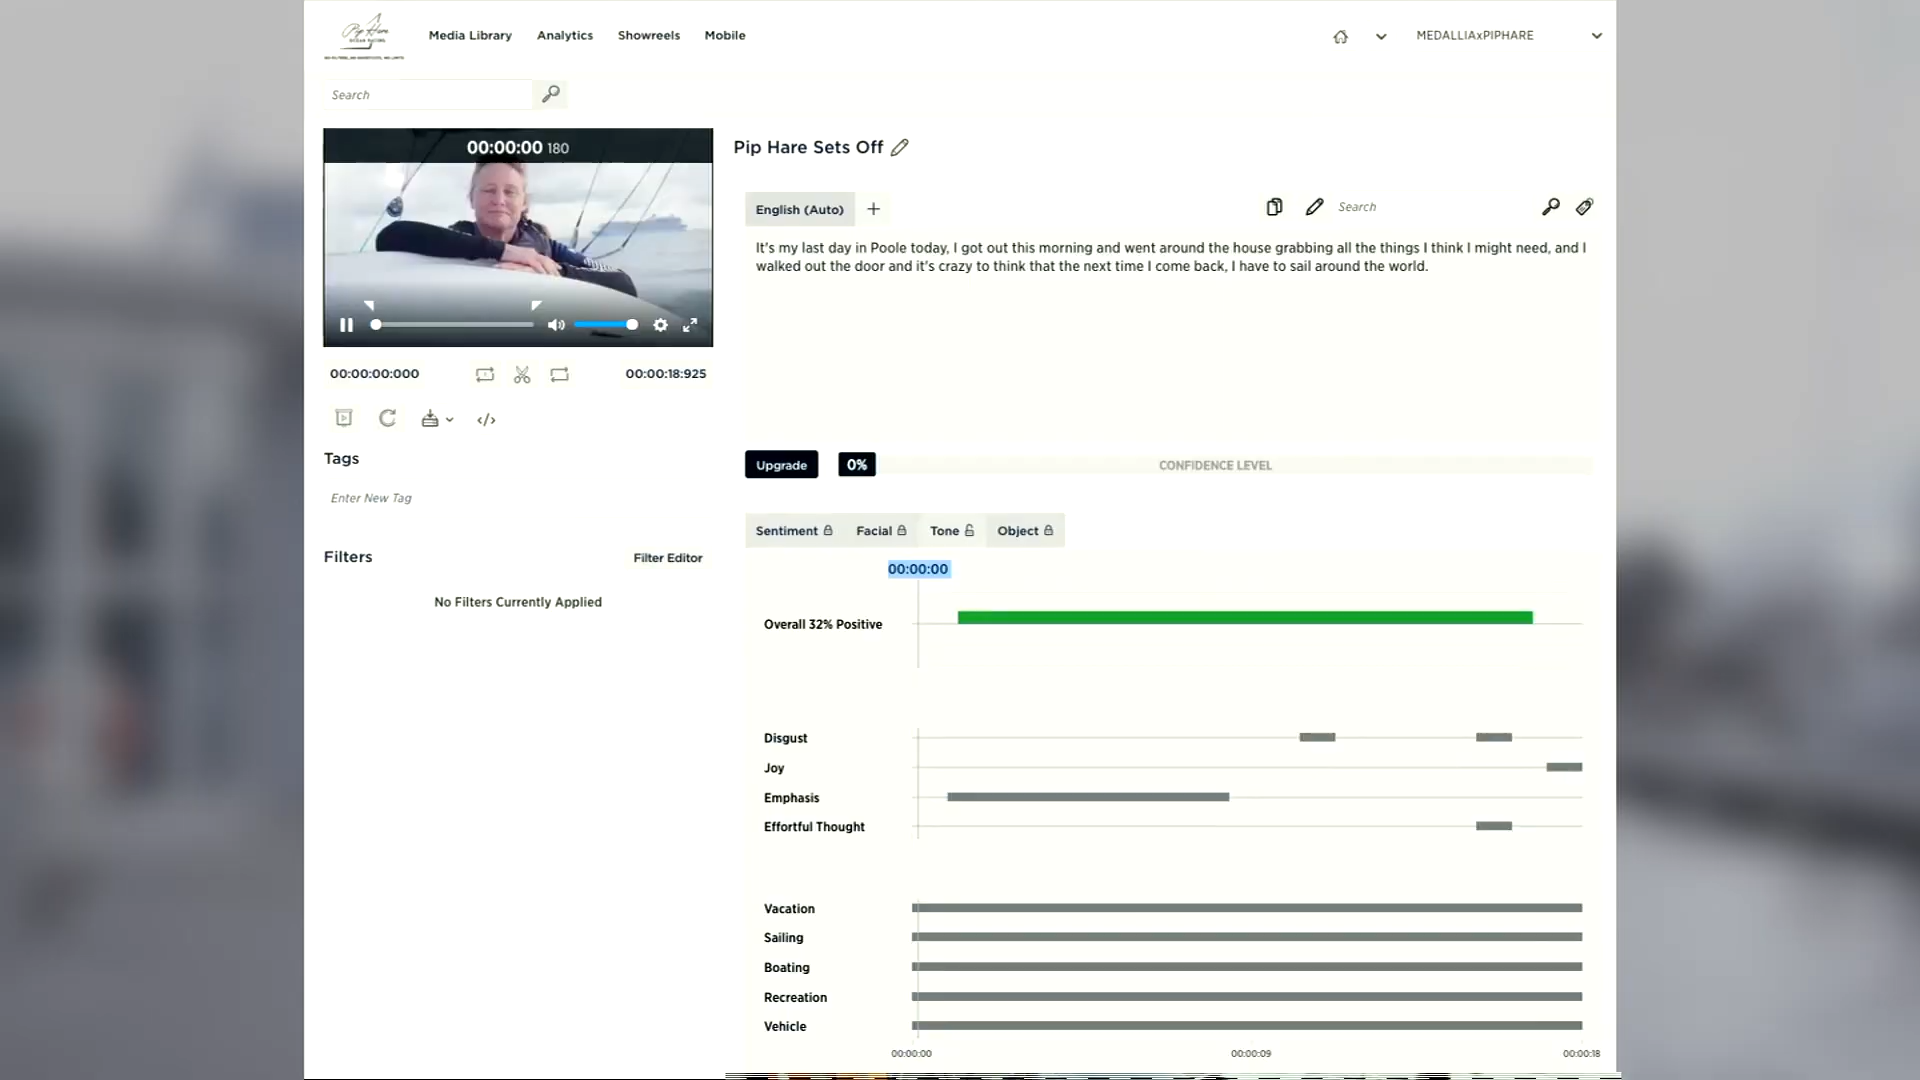 Pip Hare
OCEAN RACING
Media Library
Analytics
Showreels
Mobile
MEDALLIAxPIPHARE
Search
00:00:00:00 180
Pip Hare Sets Off
English (Auto)
+
Search
It's my last day in Poole today, I got out this morning and went around the house grabbing all the things I think I might need, and I
walked out the door and it's crazy to think that the next time I come back, I have to sail around the world.
00:00:00:000
00:00:18:925
</>
Tags
Enter New Tag
Upgrade
0%
CONFIDENCE LEVEL
Filters
Filter Editor
No Filters Currently Applied
Sentiment
Facial
Tone
Object
00:00:00
Overall 32% Positive
Disgust
Joy
Emphasis
Effortful Thought
Vacation
Sailing
Boating
Recreation
Vehicle
00:00:00
00:00:09
00:00:18